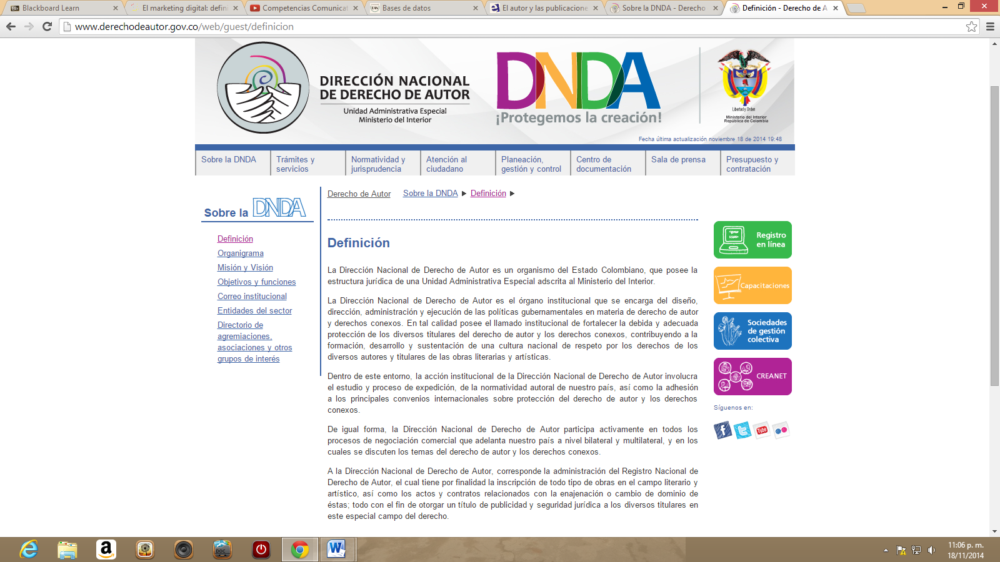 Blackboard Learn
El marketing digital: defini
Competencias Comunicat
Bases de datos
El autor y las publicacione
Sobre la DNDA - Derecho
Definición - Derecho de A
www.derechodeautor.gov.co/web/guest/definicion
DIRECCIÓN NACIONAL
DE DERECHO DE AUTOR
Unidad Administrativa Especial
Ministerio del Interior
DNDA
¡Protegemos la creación!
Libertad y Orden
Ministerio del Interior
República de Colombia
Fecha última actualización noviembre 18 de 2014 19:48
Sobre la DNDA
Trámites y
servicios
Normatividad y
jurisprudencia
Atención al
ciudadano
Planeación,
gestión y control
Centro de
documentación
Sala de prensa
Presupuesto y
contratación
Sobre la DNDA
Definición
Organigrama
Misión y Visión
Objetivos y funciones
Correo institucional
Entidades del sector
Directorio de
agremiaciones,
asociaciones y otros
grupos de interés
Derecho de Autor Sobre la DNDA Definición
Definición
La Dirección Nacional de Derecho de Autor es un organismo del Estado Colombiano, que posee la
estructura jurídica de una Unidad Administrativa Especial adscrita al Ministerio del Interior.
La Dirección Nacional de Derecho de Autor es el órgano institucional que se encarga del diseño,
dirección, administración y ejecución de las políticas gubernamentales en materia de derecho de autor
y derechos conexos. En tal calidad posee el llamado institucional de fortalecer la debida y adecuada
protección de los diversos titulares del derecho de autor y los derechos conexos, contribuyendo a la
formación, desarrollo y sustentación de una cultura nacional de respeto por los derechos de los
diversos autores y titulares de las obras literarias y artísticas.
Dentro de este entorno, la acción institucional de la Dirección Nacional de Derecho de Autor involucra
el estudio y proceso de expedición, de la normatividad autoral de nuestro país, así como la adhesión
a los principales convenios internacionales sobre protección del derecho de autor y los derechos
conexos.
De igual forma, la Dirección Nacional de Derecho de Autor participa activamente en todos los
procesos de negociación comercial que adelanta nuestro país a nivel bilateral y multilateral, y en los
cuales se discuten los temas del derecho de autor y los derechos conexos.
A la Dirección Nacional de Derecho de Autor, corresponde la administración del Registro Nacional de
Derecho de Autor, el cual tiene por finalidad la inscripción de todo tipo de obras en el campo literario y
artístico, así como los actos y contratos relacionados con la enajenación o cambio de dominio de
éstas; todo con el fin de otorgar un título de publicidad y seguridad jurídica a los diversos titulares en
este especial campo del derecho.
Registro
en línea
Capacitaciones
Sociedades
de gestión
colectiva
CREANET
Síguenos en:
11:06 p. m.
18/11/2014